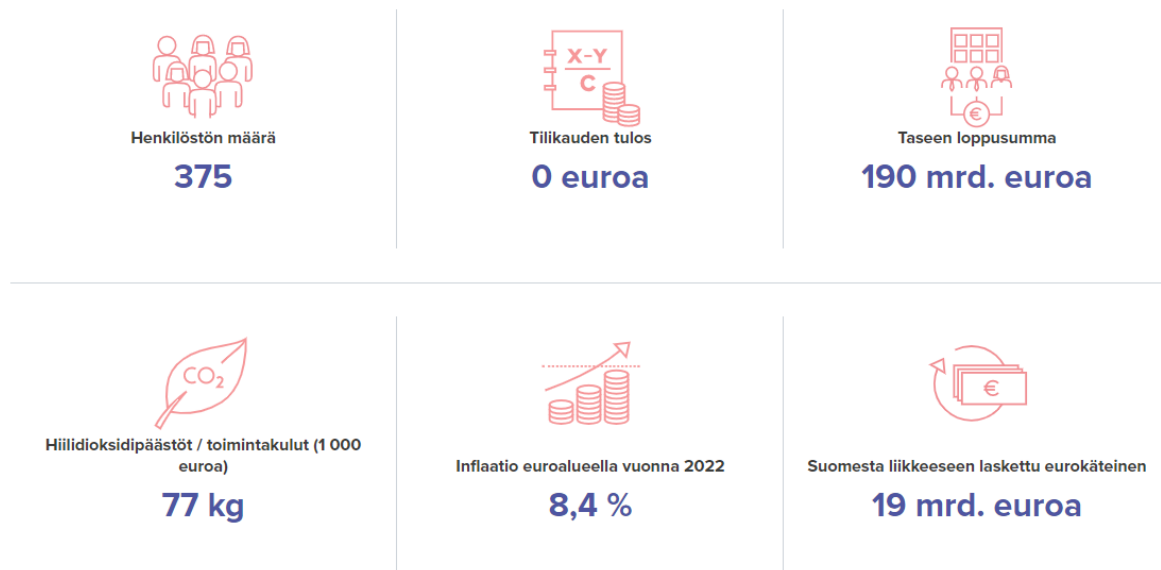 X-Y
C
€
Henkilöstön määrä
375
Tilikauden tulos
0 euroa
Taseen loppusumma
190 mrd. euroa
CO2
€
Hiilidioksidipäästöt / toimintakulut (1 000
euroa)
77 kg
Inflaatio euroalueella vuonna 2022
8,4 %
Suomesta liikkeeseen laskettu eurokäteinen
19 mrd. euroa